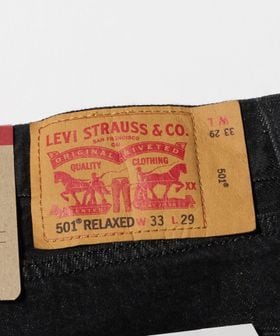 LEVI STRAUSS & CO.
SAN FRANCISCO
CAL
ORIGINAL RIVETED
QUALITY CLOTHING
XX
501® RELAXED W 33 L 29
W L
33 29
501®